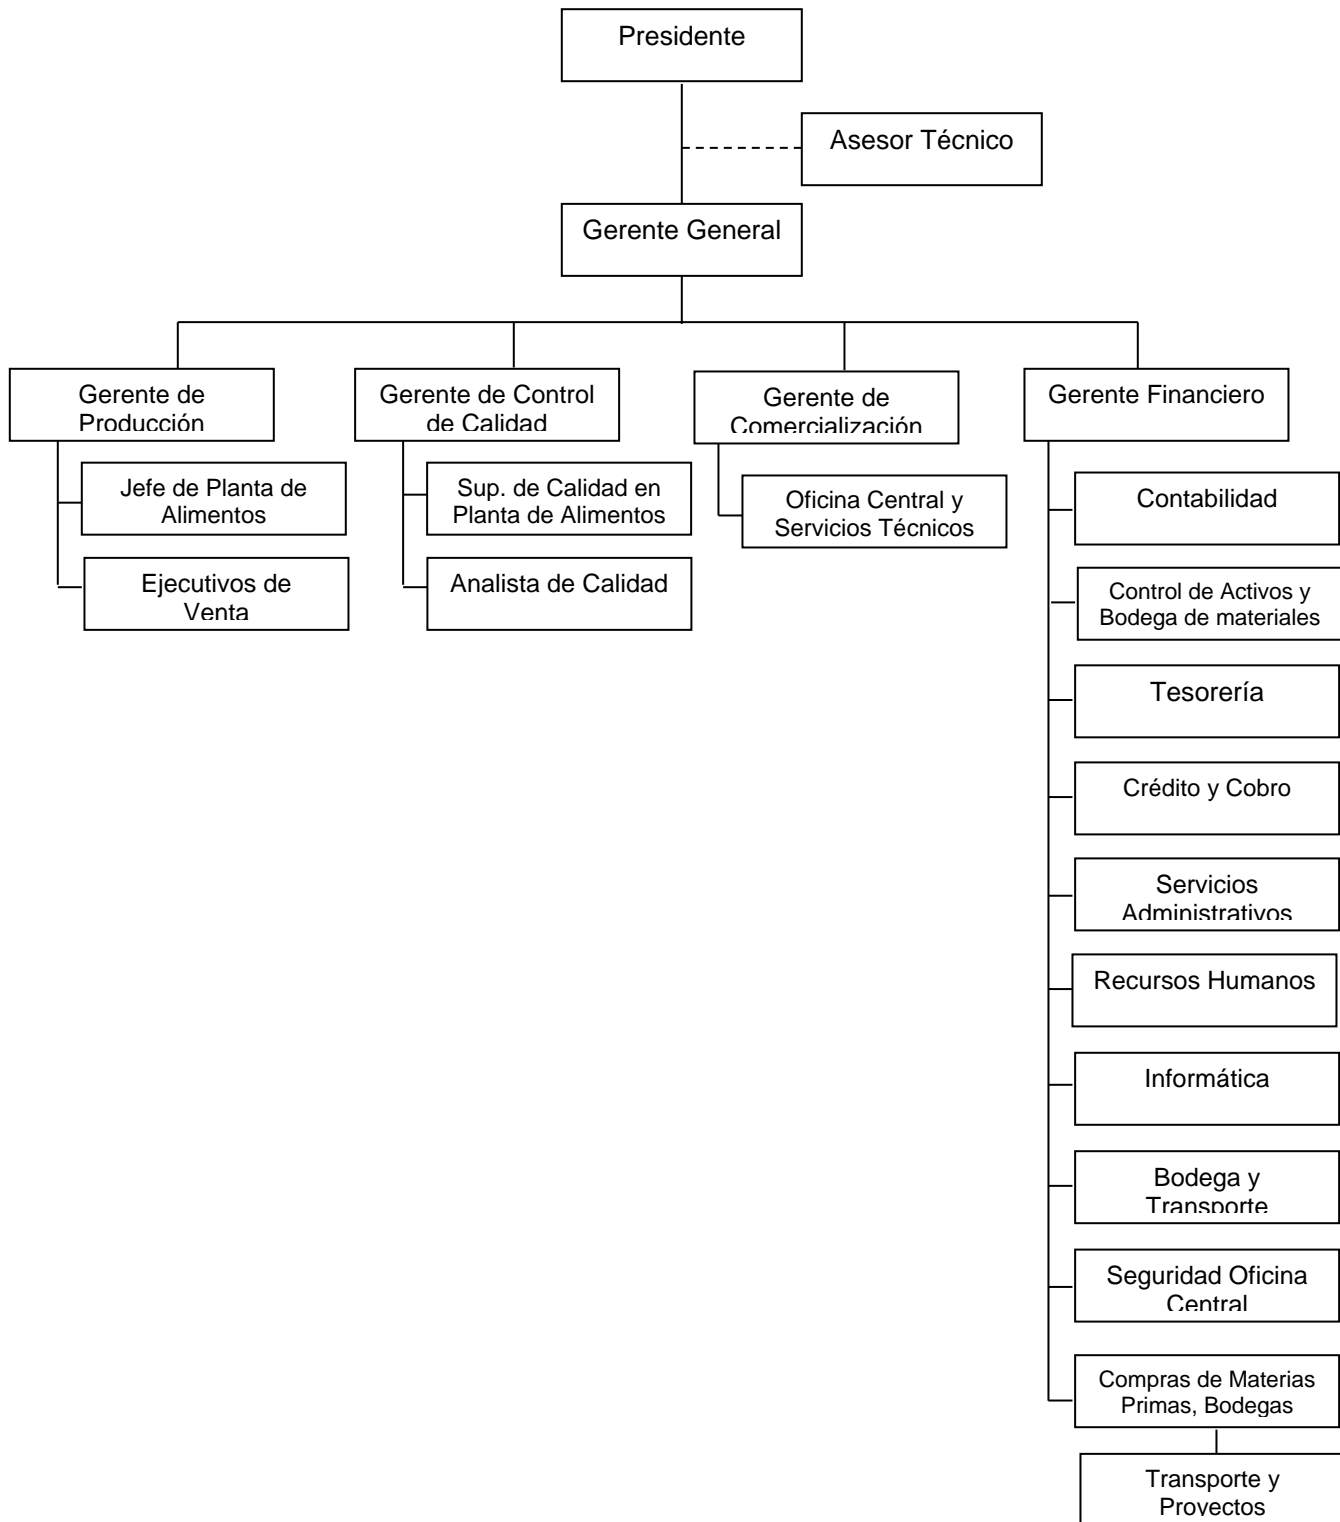 Presidente
Asesor Técnico
Gerente General
Gerente de
Producción
Gerente de Control
de Calidad
Gerente de
Comercialización
Gerente Financiero
Jefe de Planta de
Alimentos
Ejecutivos de
Venta
Sup. de Calidad en
Planta de Alimentos
Analista de Calidad
Oficina Central y
Servicios Técnicos
Contabilidad
Control de Activos y
Bodega de materiales
Tesorería
Crédito y Cobro
Servicios
Administrativos
Recursos Humanos
Informática
Bodega y
Transporte
Seguridad Oficina
Central
Compras de Materias
Primas, Bodegas
Transporte y
Proyectos